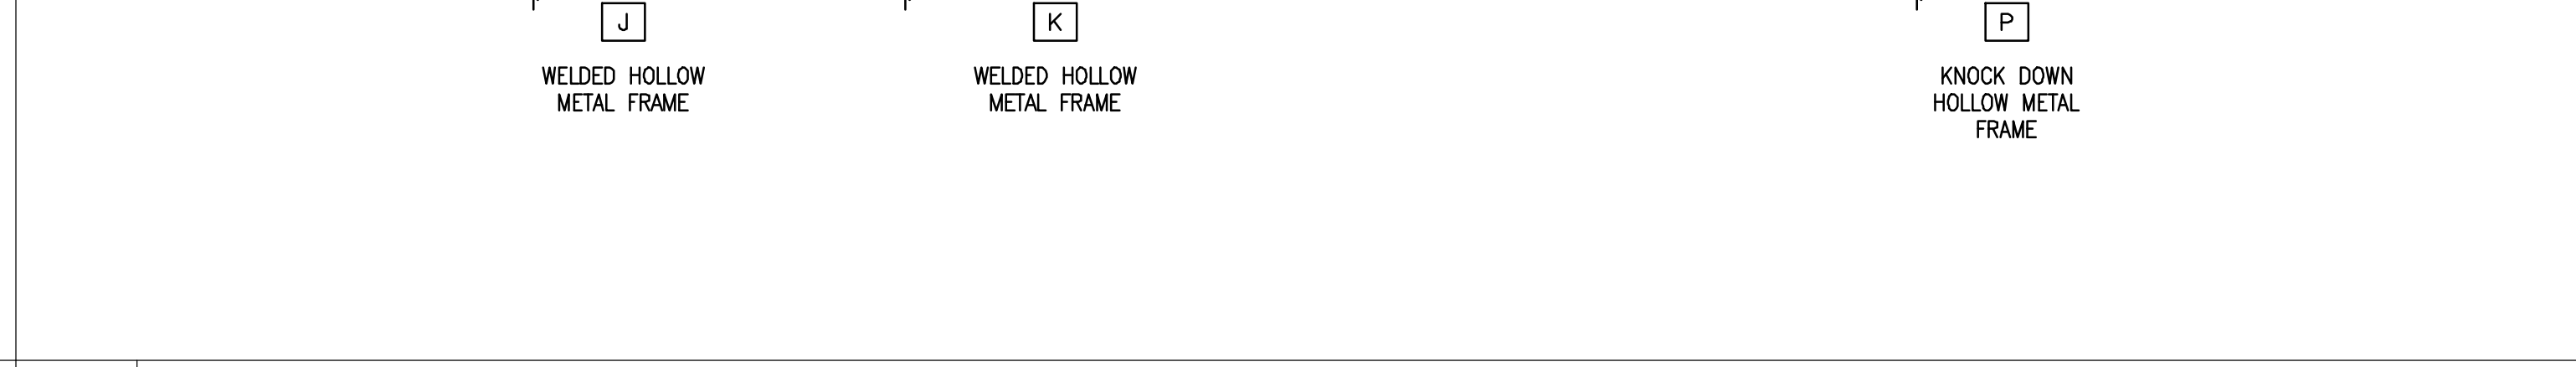 J
WELDED HOLLOW
METAL FRAME
K
WELDED HOLLOW
METAL FRAME
P
KNOCK DOWN
HOLLOW METAL
FRAME